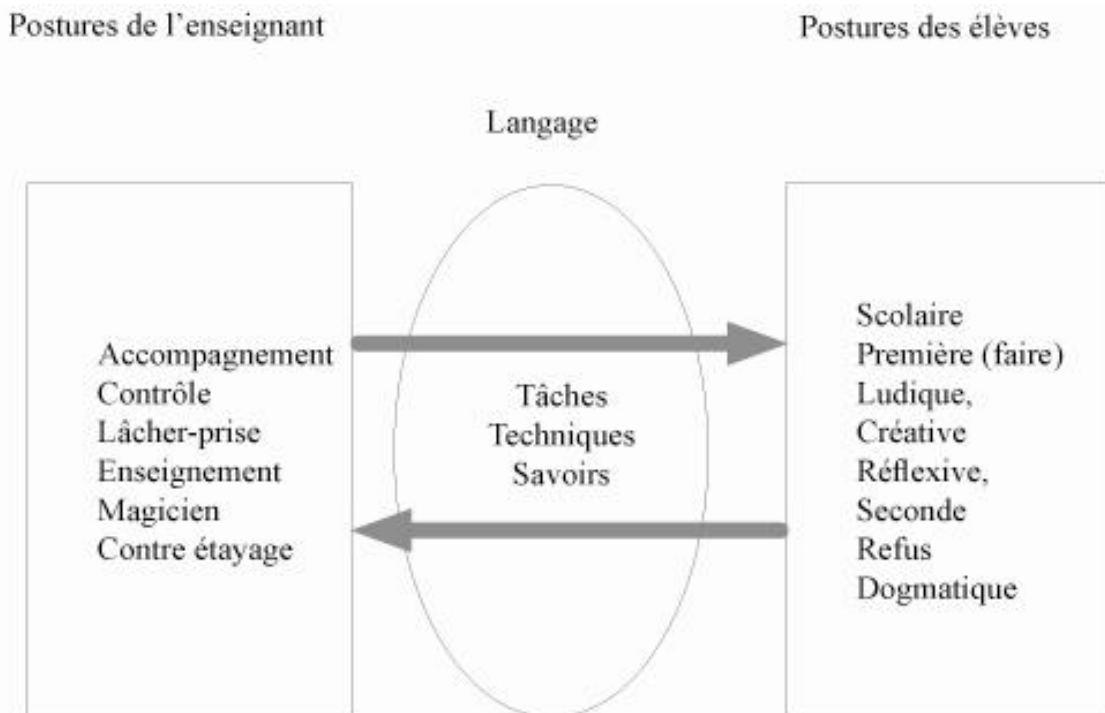 Postures de l’enseignant
Postures des élèves
Langage
Accompagnement
Contrôle
Lâcher-prise
Enseignement
Magicien
Contre étayage
Tâches
Techniques
Savoirs
Scolaire
Première (faire)
Ludique,
Créative
Réflexive,
Seconde
Refus
Dogmatique